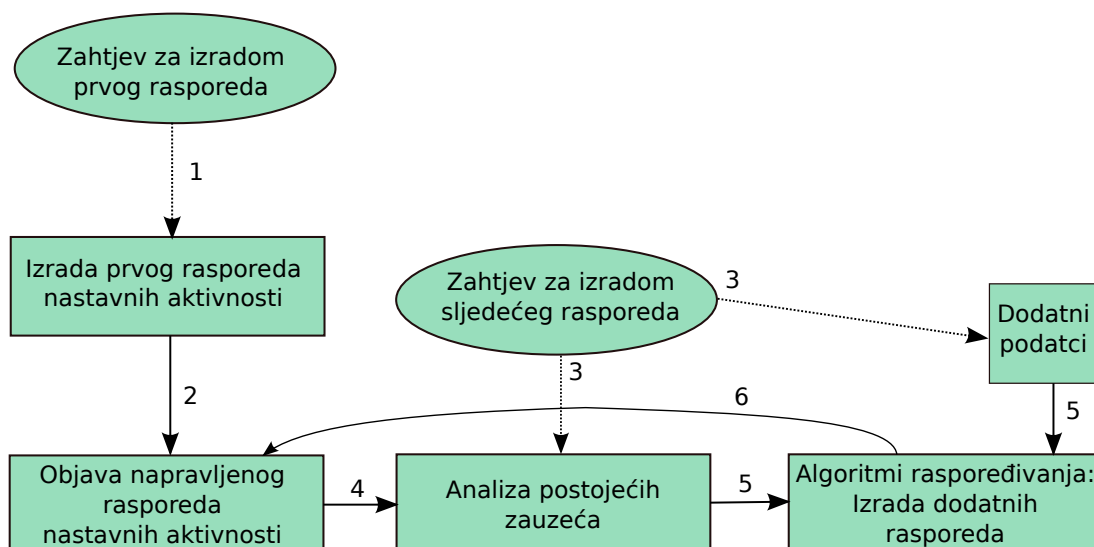 Zahtjev za izradom
prvog rasporeda
1
Izrada prvog rasporeda
nastavnih aktivnosti
2
Zahtjev za izradom
sljedećeg rasporeda
3
3
Dodatni
podatci
5
6
Objava napravljenog
rasporeda
nastavnih aktivnosti
4
Analiza postojećih
zauzeća
5
Algoritmi raspoređivanja:
Izrada dodatnih
rasporeda